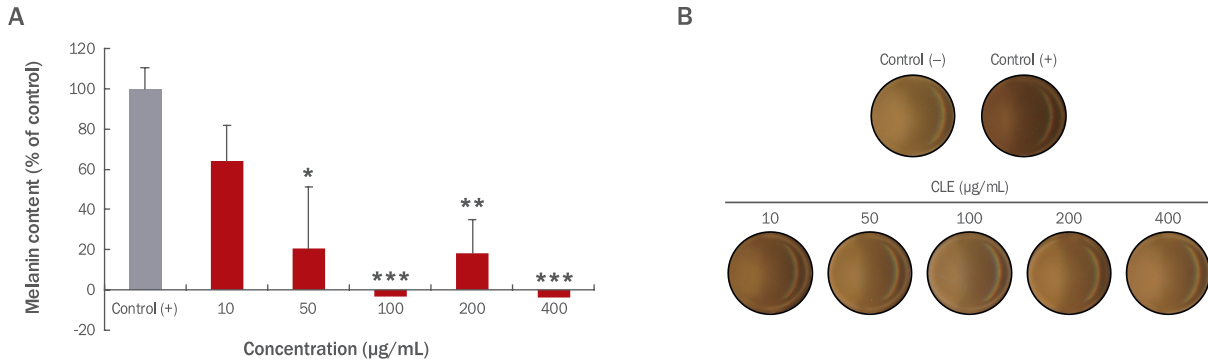 A
Melanin content (% of control)
120
100
80
60
40
20
0
-20
*
***
**
***
Control (+) 10 50 100 200 400
Concentration (µg/mL)
B
Control (–) Control (+)
CLE (µg/mL)
10 50 100 200 400